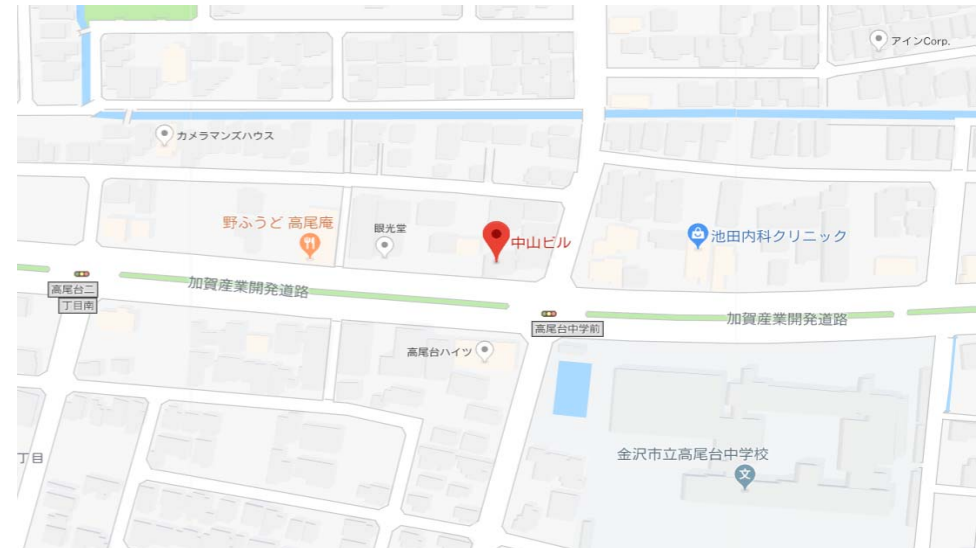 アインCorp.
カメラマンズハウス
野ふうど 高尾庵
眼光堂
中山ビル
池田内科クリニック
高尾台二
丁目南
加賀産業開発道路
高尾台中学前
加賀産業開発道路
高尾台ハイツ
丁目
金沢市立高尾台中学校
文